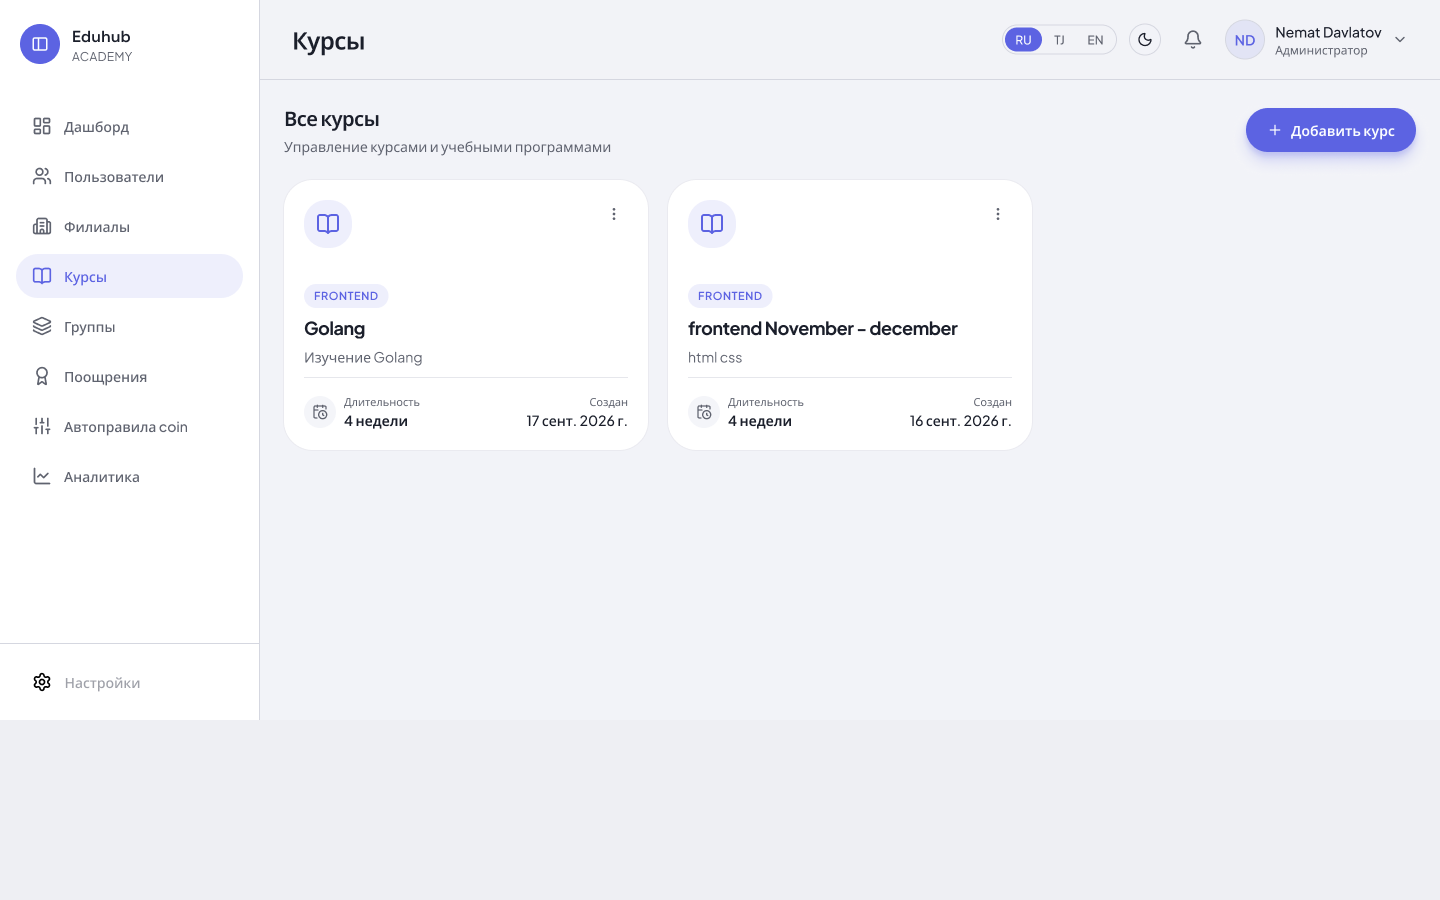 Eduhub
ACADEMY
Дашборд
Пользователи
Филиалы
Курсы
Группы
Поощрения
Автоправила coin
Аналитика
Настройки
Курсы
RU TJ EN
ND
Nemat Davlatov
Администратор
Все курсы
Управление курсами и учебными программами
Добавить курс
FRONTEND
Golang
Изучение Golang
Длительность
4 недели
Создан
17 сент. 2026 г.
FRONTEND
frontend November - december
html css
Длительность
4 недели
Создан
16 сент. 2026 г.